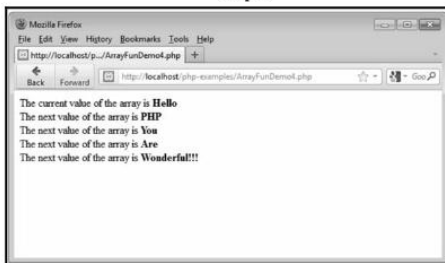 Mozilla Firefox
File Edit View History Bookmarks Tools Help
http://localhost/p.../ArrayFunDemo4.php +
Back Forward http://localhost/php-examples/ArrayFunDemo4.php Goo
The current value of the array is Hello
The next value of the array is PHP
The next value of the array is You
The next value of the array is Are
The next value of the array is Wonderful!!!